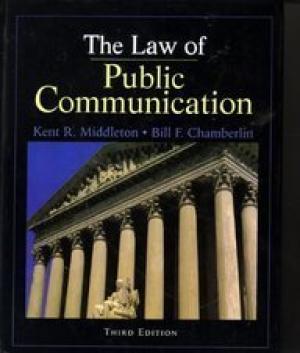 The Law of
Public
Communication
Kent R. Middleton • Bill F. Chamberlin
Third Edition